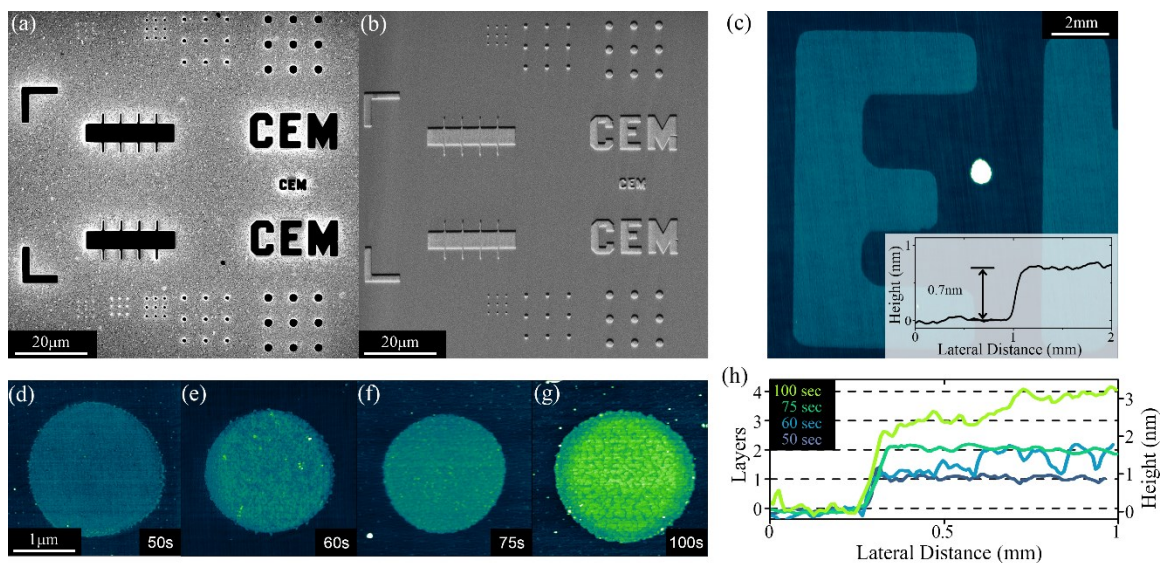 (a)
CEM
CEM
CEM
20μm
(b)
CEM
CEM
CEM
20μm
(c)
2mm
Height (nm)
1
0
0.7nm
0
1
2
Lateral Distance (mm)
(d)
1μm
50s
(e)
60s
(f)
75s
(g)
100s
(h)
100 sec
75 sec
60 sec
50 sec
Layers
4
3
2
1
0
3
2
1
0
Height (nm)
0
0.5
1
Lateral Distance (mm)